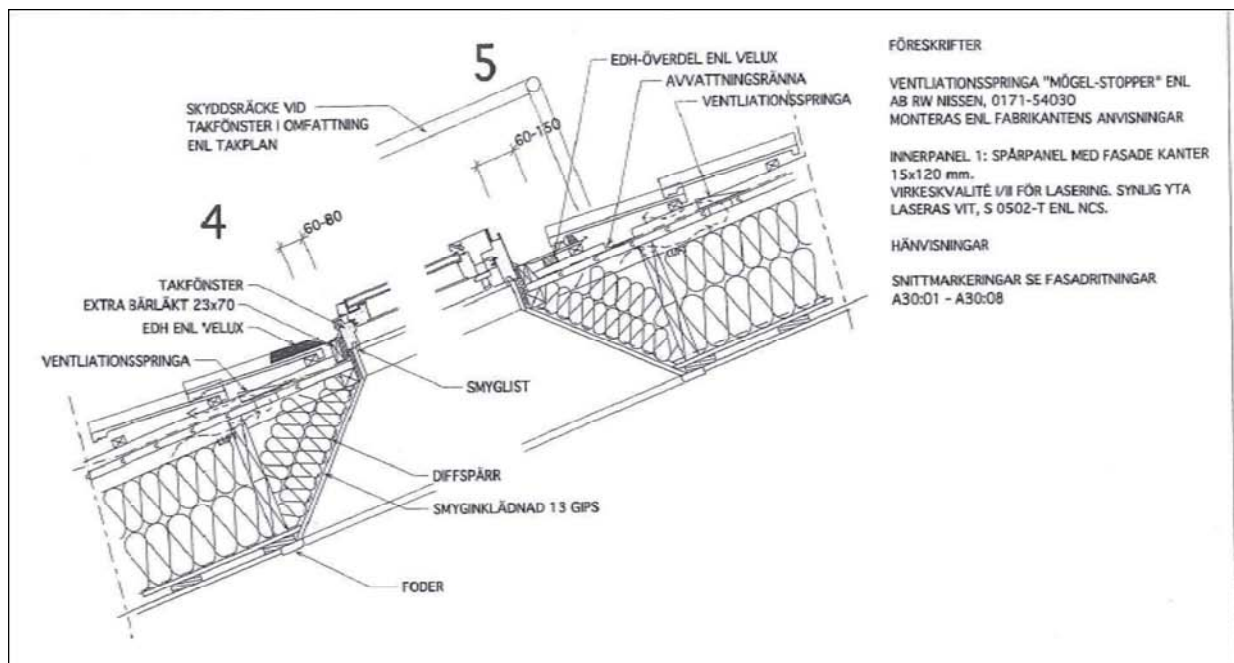 5
EDH-ÖVERDEL ENL VELUX
AVVATTNINGSRÄNNA
VENTLIATIONSSPRINGA
SKYDDSRÄCKE VID
TAKFÖNSTER I OMFATTNING
ENL TAKPLAN
60-150
4
60-80
TAKFÖNSTER
EXTRA BÄRLÄKT 23x70
EDH ENL VELUX
VENTLIATIONSSPRINGA
SMYGLIST
DIFFSPÄRR
SMYGINKLÄDNAD 13 GIPS
FODER
FÖRESKRIFTER
VENTLIATIONSSPRINGA "MÖGEL-STOPPER" ENL
AB RW NISSEN, 0171-54030
MONTERAS ENL FABRIKANTENS ANVISNINGAR
INNERPANEL 1: SPÅRPANEL MED FASADE KANTER
15x120 mm.
VIRKESKVALITÉ I/II FÖR LASERING. SYNLIG YTA
LASERAS VIT, S 0502-T ENL NCS.
HÄNVISNINGAR
SNITTMARKERINGAR SE FASADRITNINGAR
A30:01 - A30:08